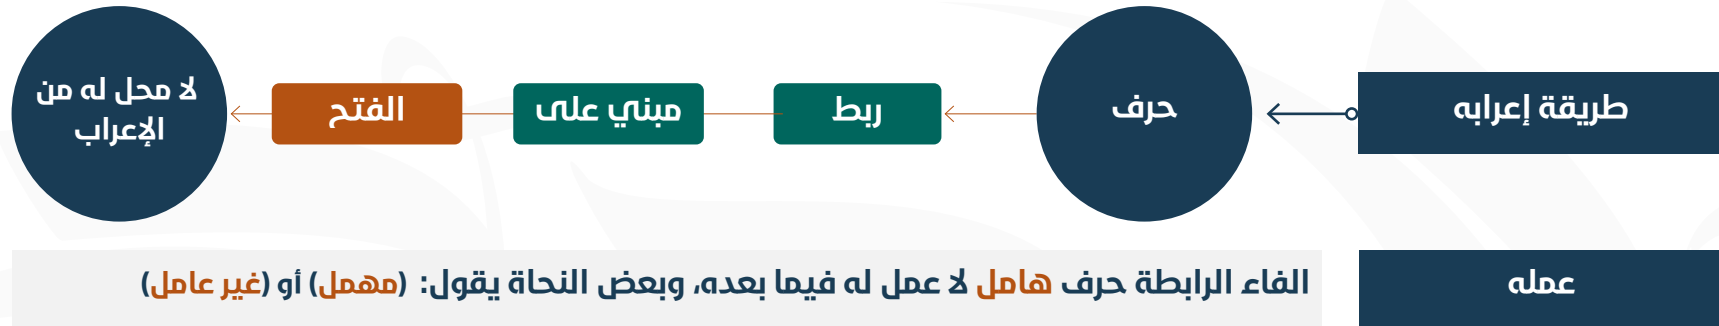 طريقة إعرابه
حرف
ربط
مبني على
الفتح
لا محل له من
الإعراب
عمله
الفاء الرابطة حرف هامل لا عمل له فيما بعده، وبعض النحاة يقول: (مهمل) أو (غير عامل)